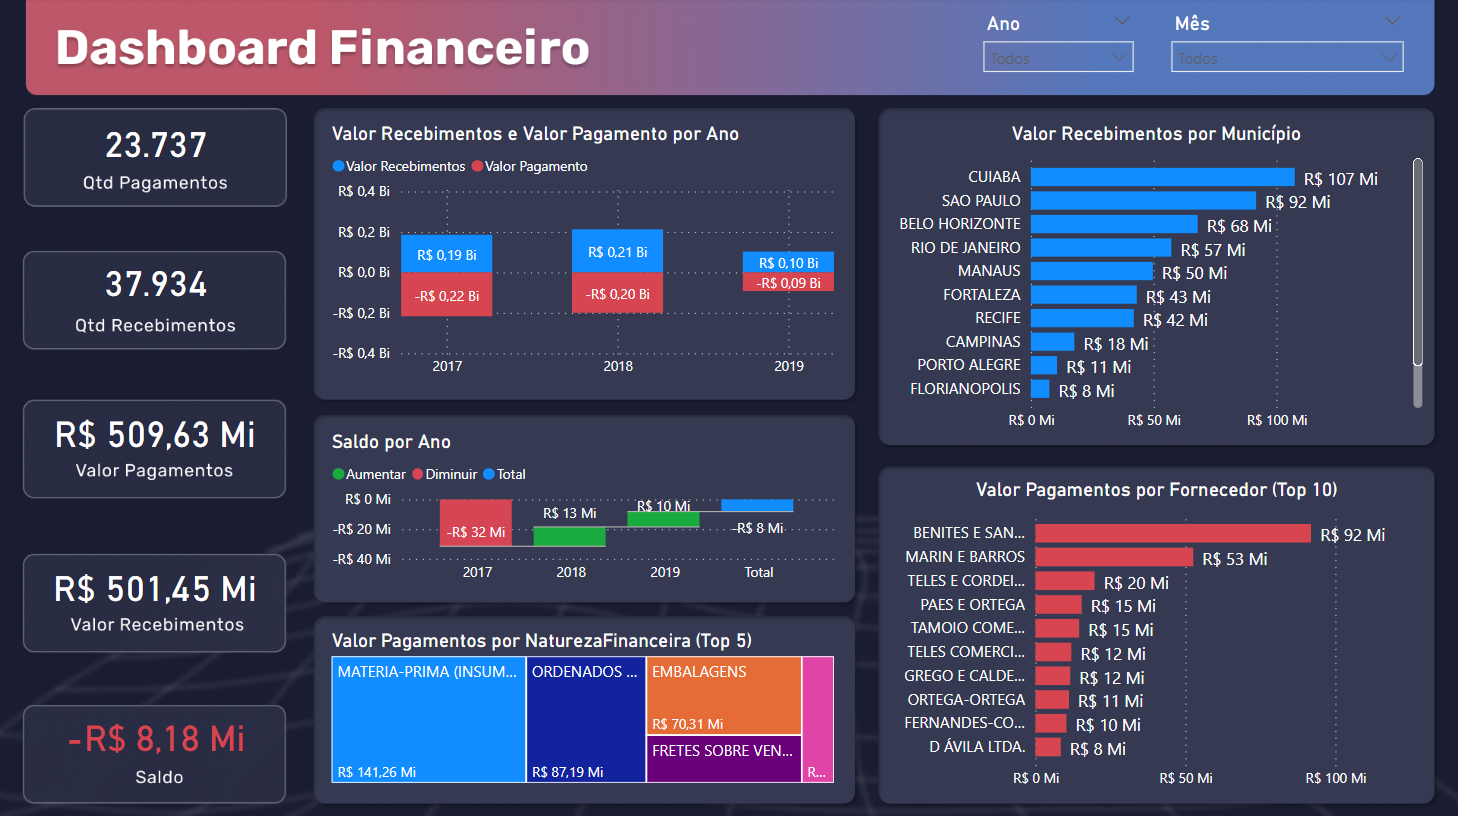 Dashboard Financeiro
Ano
Todos
Mês
Todos
23.737
Qtd Pagamentos
37.934
Qtd Recebimentos
R$ 509,63 Mi
Valor Pagamentos
R$ 501,45 Mi
Valor Recebimentos
-R$ 8,18 Mi
Saldo
Valor Recebimentos e Valor Pagamento por Ano
Valor Recebimentos Valor Pagamento
R$ 0,4 Bi
R$ 0,2 Bi
R$ 0,0 Bi
-R$ 0,2 Bi
-R$ 0,4 Bi
R$ 0,19 Bi
R$ 0,21 Bi
R$ 0,10 Bi
-R$ 0,22 Bi
-R$ 0,20 Bi
-R$ 0,09 Bi
2017 2018 2019
Saldo por Ano
Aumentar Diminuir Total
R$ 0 Mi
-R$ 20 Mi
-R$ 40 Mi
-R$ 32 Mi
R$ 13 Mi
R$ 10 Mi
-R$ 8 Mi
2017 2018 2019 Total
Valor Pagamentos por NaturezaFinanceira (Top 5)
MATERIA-PRIMA (INSUM...
R$ 141,26 Mi
ORDENADOS ...
R$ 87,19 Mi
EMBALAGENS
R$ 70,31 Mi
FRETES SOBRE VEN...
R...
Valor Recebimentos por Município
CUIABA R$ 107 Mi
SAO PAULO R$ 92 Mi
BELO HORIZONTE R$ 68 Mi
RIO DE JANEIRO R$ 57 Mi
MANAUS R$ 50 Mi
FORTALEZA R$ 43 Mi
RECIFE R$ 42 Mi
CAMPINAS R$ 18 Mi
PORTO ALEGRE R$ 11 Mi
FLORIANOPOLIS R$ 8 Mi
R$ 0 Mi R$ 50 Mi R$ 100 Mi
Valor Pagamentos por Fornecedor (Top 10)
BENITES E SAN... R$ 92 Mi
MARIN E BARROS R$ 53 Mi
TELES E CORDEI... R$ 20 Mi
PAES E ORTEGA R$ 15 Mi
TAMOIO COME... R$ 15 Mi
TELES COMERCI... R$ 12 Mi
GREGO E CALDE... R$ 12 Mi
ORTEGA-ORTEGA R$ 11 Mi
FERNANDES-CO... R$ 10 Mi
D ÁVILA LTDA. R$ 8 Mi
R$ 0 Mi R$ 50 Mi R$ 100 Mi